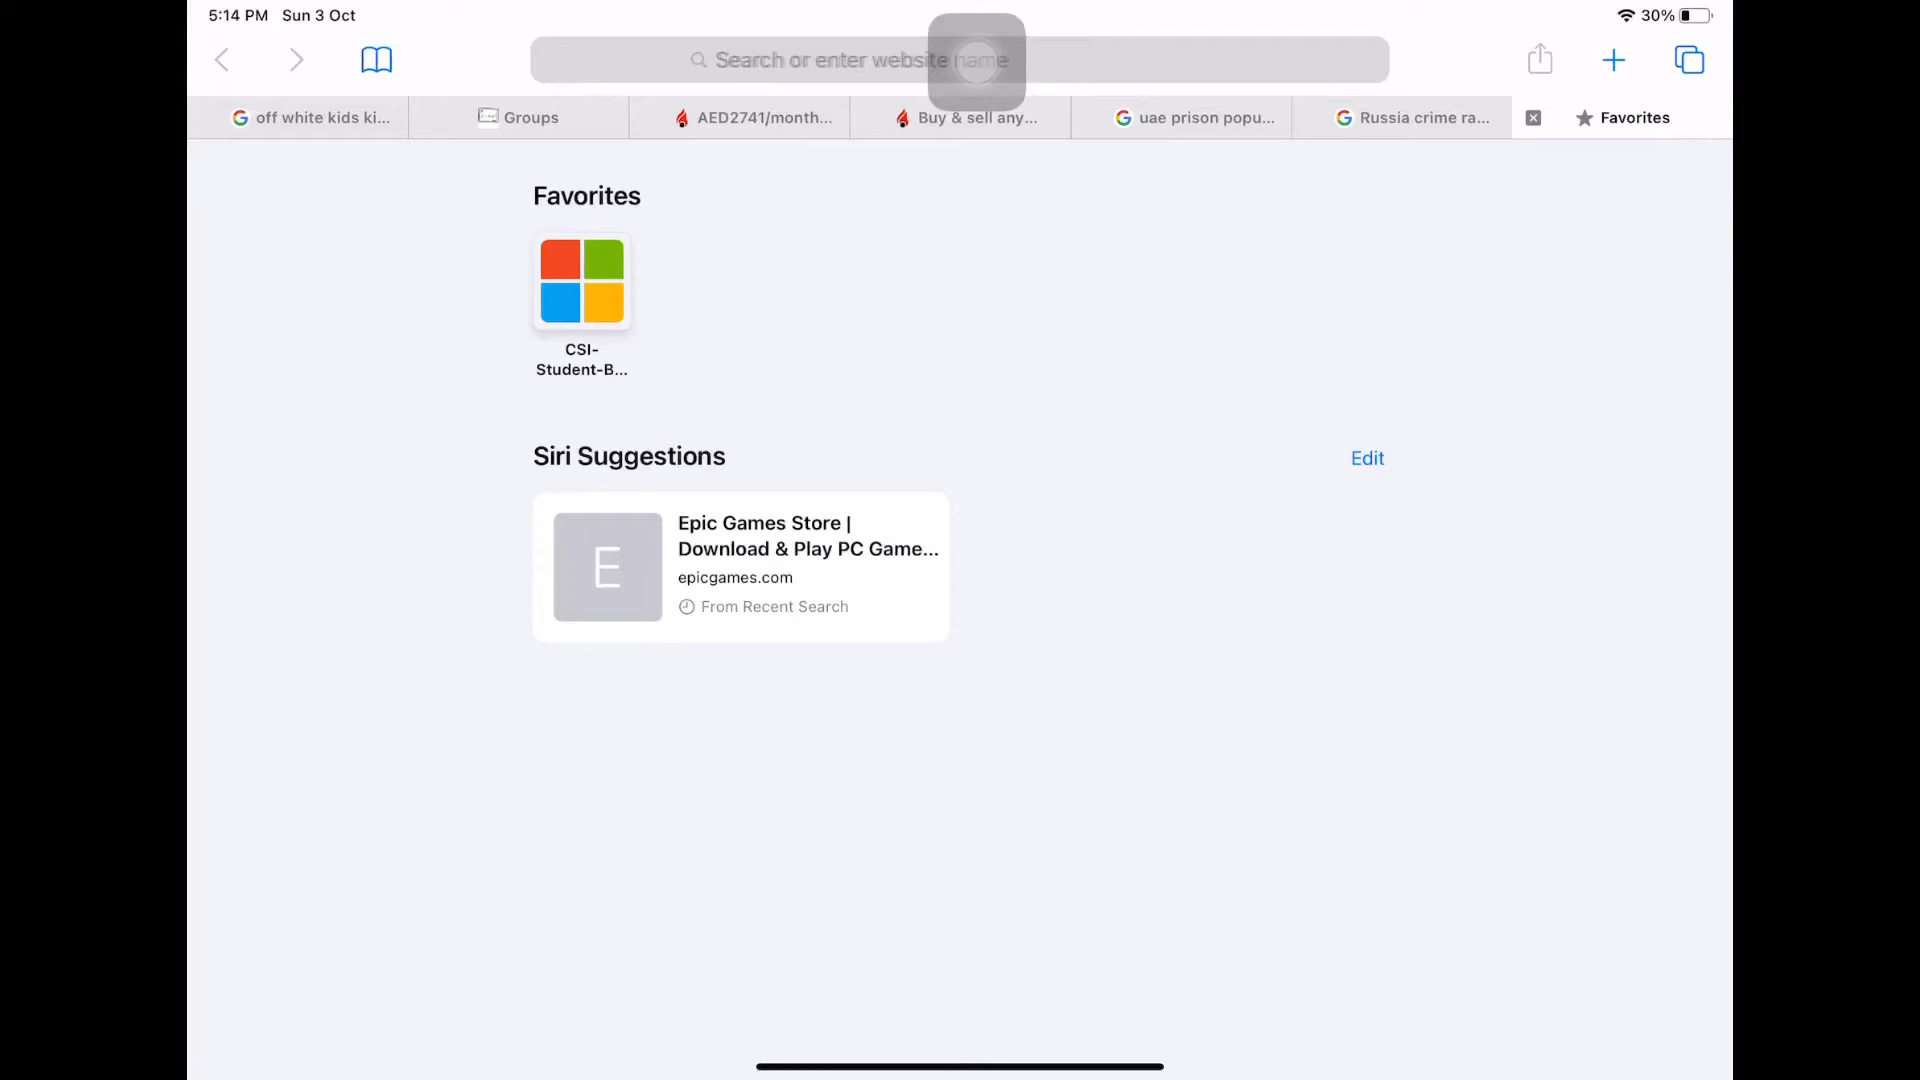 5:14 PM Sun 3 Oct
30%
Search or enter website name
off white kids ki...
Groups
AED2741/month...
Buy & sell any...
uae prison popu...
Russia crime ra...
Favorites
Favorites
CSI-
Student-B...
Siri Suggestions
Edit
E
Epic Games Store |
Download & Play PC Game...
epicgames.com
From Recent Search